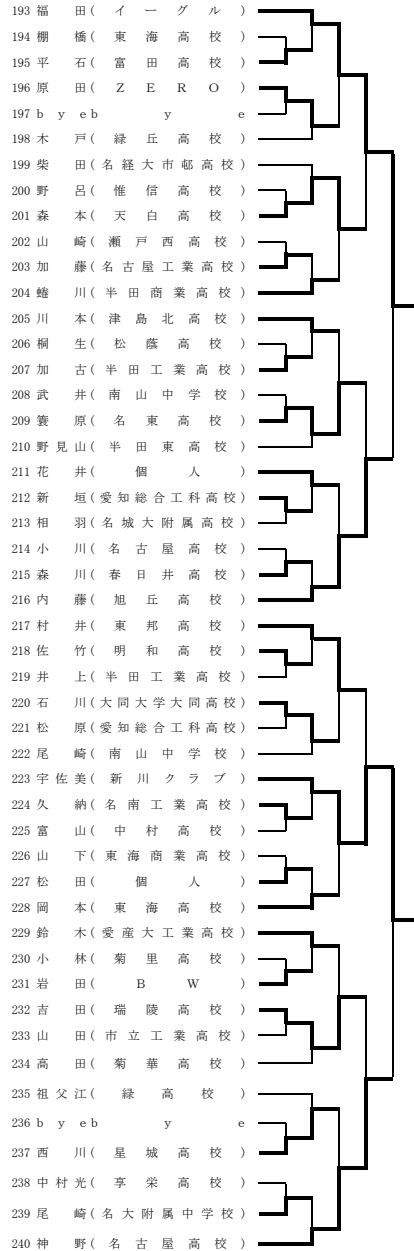 193 福田(イーグル)
194 棚橋(東海高校)
195 平石(富田高校)
196 原田(ZERO)
197 b y e b y e
198 木戸(緑丘高校)
199 柴田(名経大市邨高校)
200 野呂(惟信高校)
201 森本(天白高校)
202 山崎(瀬戸西高校)
203 加藤(名古屋工業高校)
204 蜷川(半田商業高校)
205 川本(津島北高校)
206 桐生(松蔭高校)
207 加古(半田工業高校)
208 武井(南山中学校)
209 簑原(名東高校)
210 野見山(半田東高校)
211 花井(個人)
212 新垣(愛知総合工科高校)
213 相羽(名城大附属高校)
214 小川(名古屋高校)
215 森川(春日井高校)
216 内藤(旭丘高校)
217 村井(東邦高校)
218 佐竹(明和高校)
219 井上(半田工業高校)
220 石川(大同大学大同高校)
221 松原(愛知総合工科高校)
222 尾崎(南山中学校)
223 宇佐美(新川クラブ)
224 久納(名南工業高校)
225 富山(中村高校)
226 山下(東海商業高校)
227 松田(個人)
228 岡本(東海高校)
229 鈴木(愛産大工業高校)
230 小林(菊里高校)
231 岩田(BW)
232 吉田(瑞陵高校)
233 山田(市立工業高校)
234 高田(菊華高校)
235 祖父江(緑高校)
236 b y e b y e
237 西川(星城高校)
238 中村光(享栄高校)
239 尾崎(名大附属中学校)
240 神野(名古屋高校)